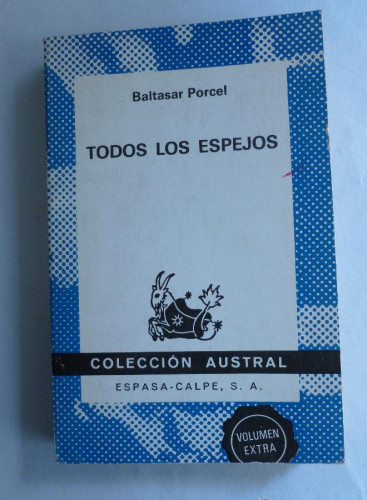 Baltasar Porcel
TODOS LOS ESPEJOS
COLECCIÓN AUSTRAL
ESPASA-CALPE, S. A.
VOLUMEN
EXTRA